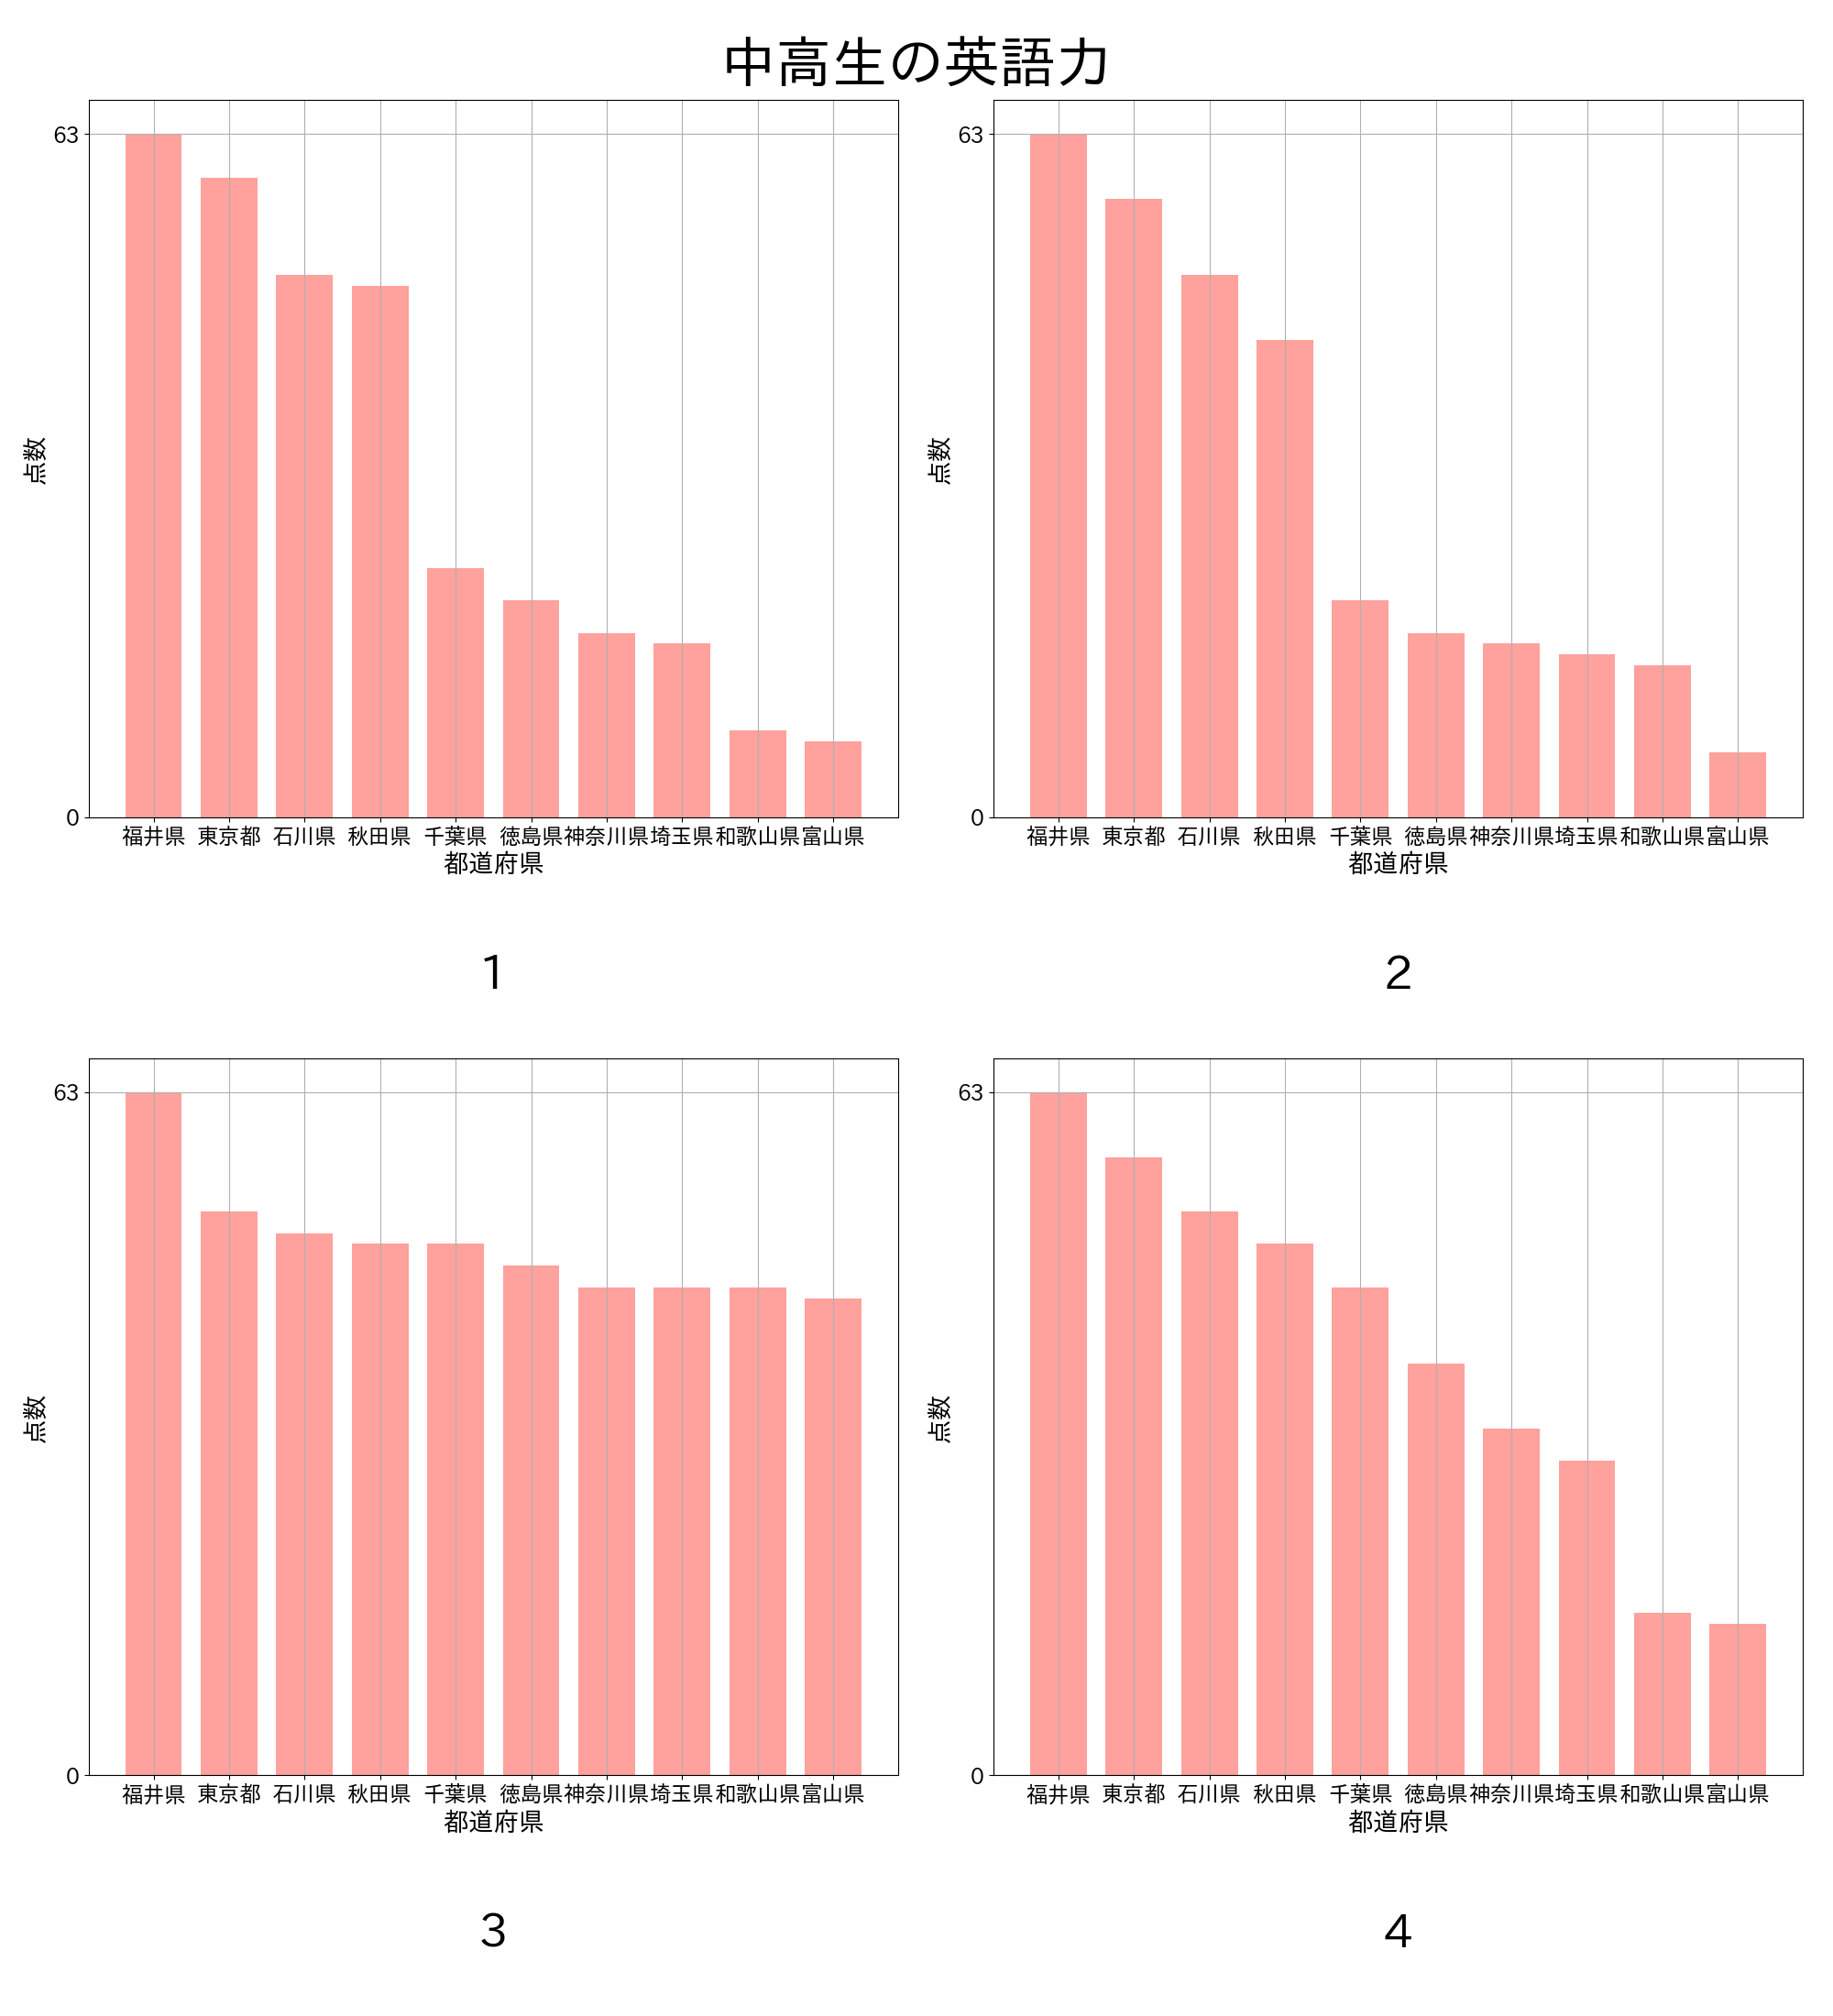 中高生の英語力
63
0
点数
福井県 東京都 石川県 秋田県 千葉県 徳島県 神奈川県 埼玉県 和歌山県 富山県
都道府県
1
63
0
点数
福井県 東京都 石川県 秋田県 千葉県 徳島県 神奈川県 埼玉県 和歌山県 富山県
都道府県
2
63
0
点数
福井県 東京都 石川県 秋田県 千葉県 徳島県 神奈川県 埼玉県 和歌山県 富山県
都道府県
3
63
0
点数
福井県 東京都 石川県 秋田県 千葉県 徳島県 神奈川県 埼玉県 和歌山県 富山県
都道府県
4